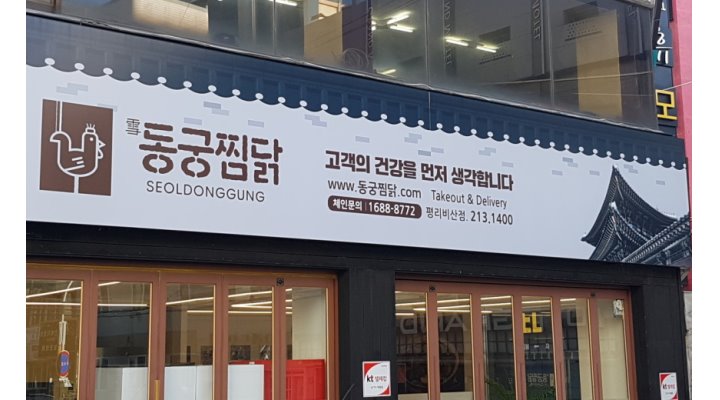 雪 동궁찜닭
SEOLDONGGUNG
고객의 건강을 먼저 생각합니다
www.동궁찜닭.com Takeout & Delivery
체인문의 1688-8772 평리비산점. 213.1400
모
kt
kt